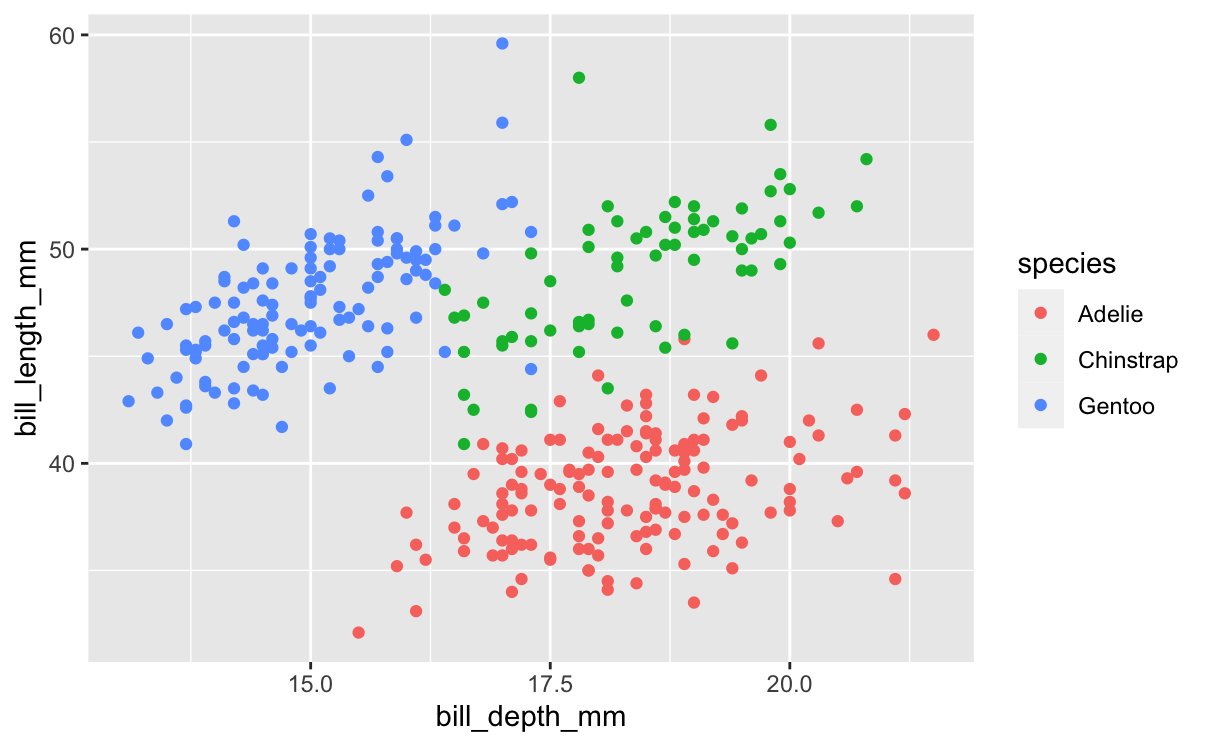 60
50
40
bill_length_mm
15.0 17.5 20.0
bill_depth_mm
species
Adelie
Chinstrap
Gentoo